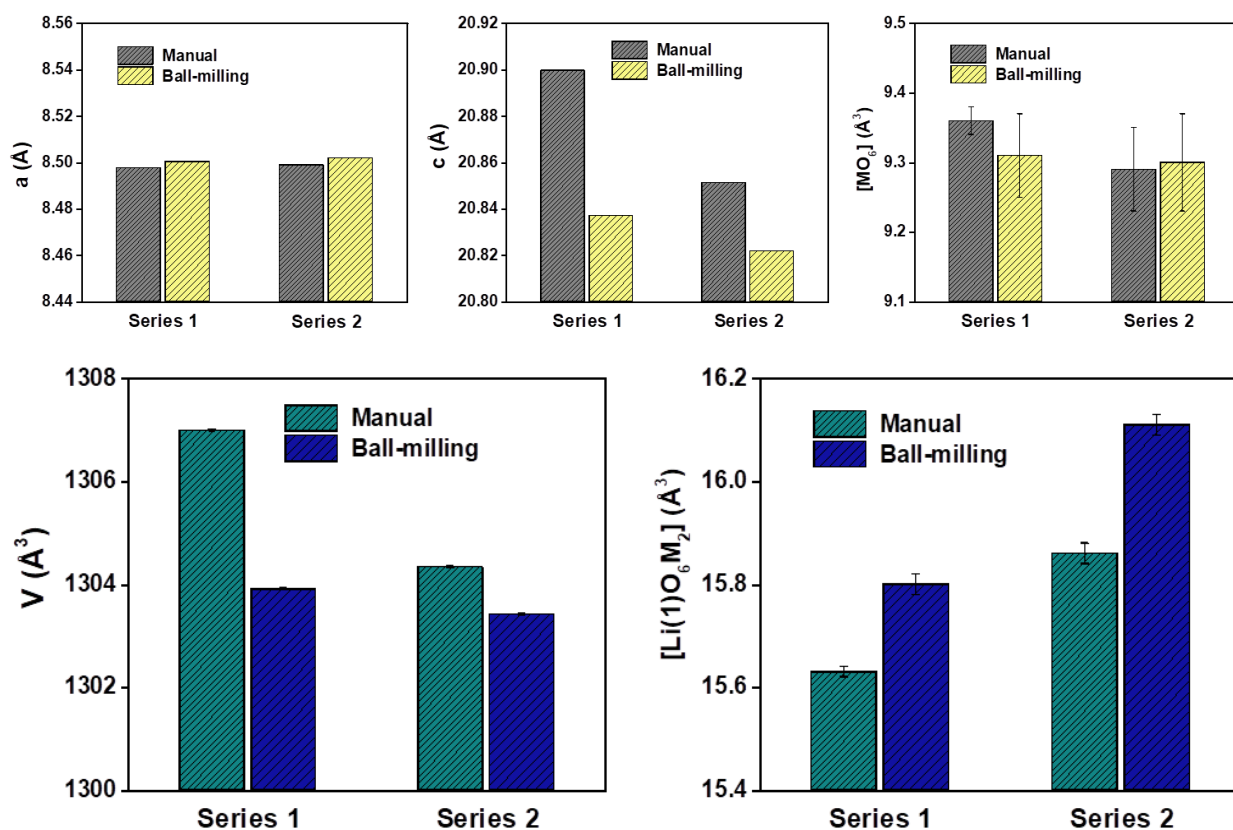 8.56
8.54
8.52
8.50
8.48
8.46
8.44
a (Å)
Manual
Ball-milling
Series 1
Series 2
20.92
20.90
20.88
20.86
20.84
20.82
20.80
c (Å)
Manual
Ball-milling
Series 1
Series 2
9.5
9.4
9.3
9.2
9.1
[MO₆] (Å³)
Manual
Ball-milling
Series 1
Series 2
1308
1306
1304
1302
1300
V (Å³)
Manual
Ball-milling
Series 1
Series 2
16.2
16.0
15.8
15.6
15.4
[Li(1)O₆M₂] (Å³)
Manual
Ball-milling
Series 1
Series 2